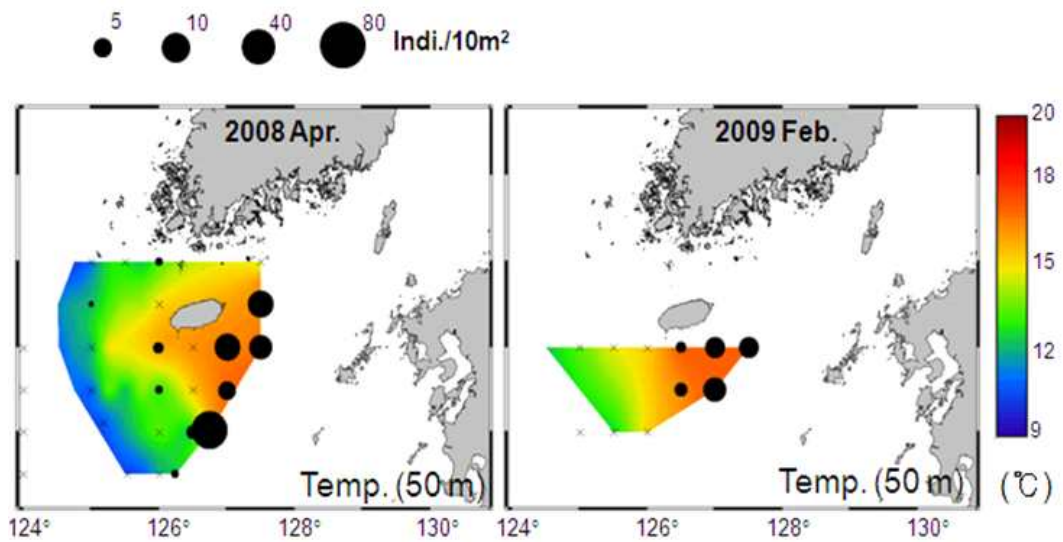 5 10 40 80 Indi./10m²
2008 Apr. 2009 Feb. 20
18
15
12
9
Temp. (50 m) Temp. (50 m) (℃)
124° 126° 128° 130° 126° 128° 130°